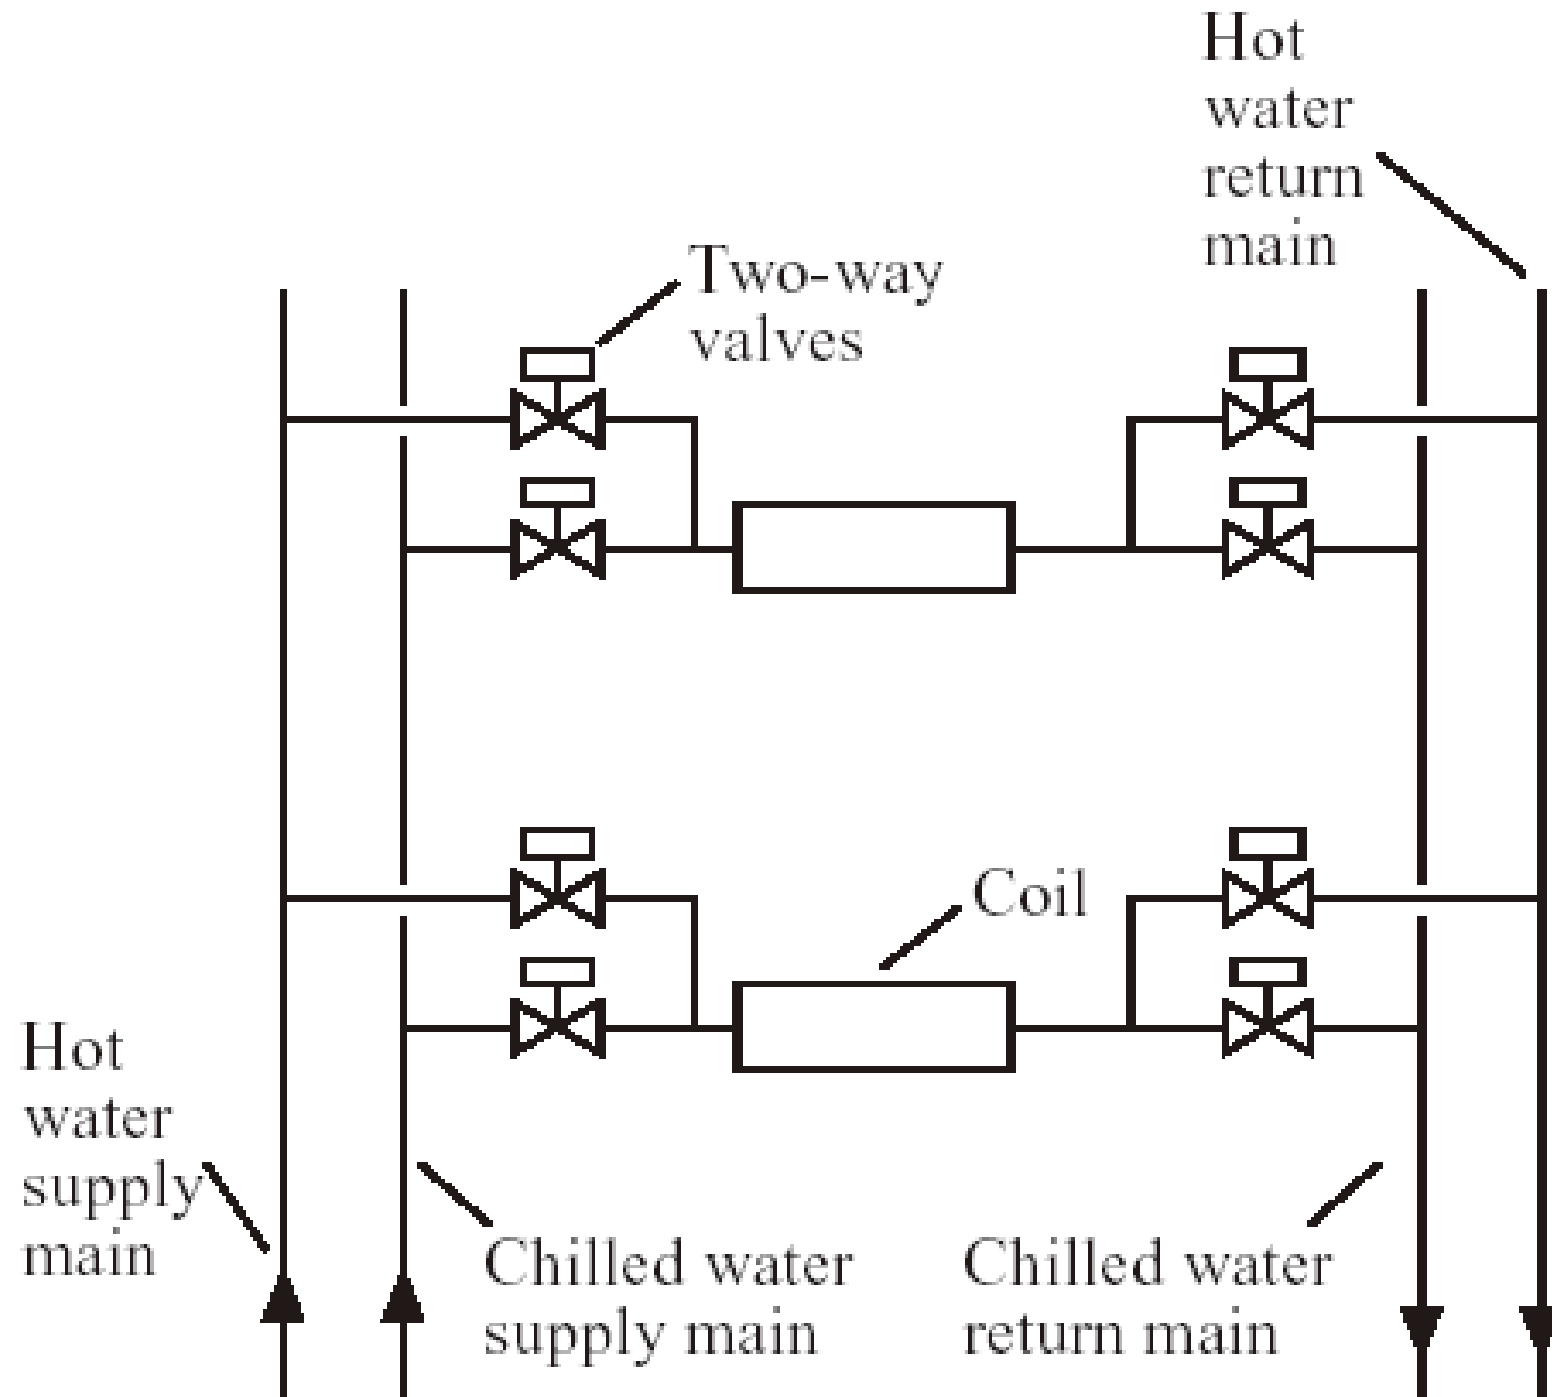 Hot
water
return
main
Two-way
valves
Coil
Hot
water
supply
main
Chilled water
supply main
Chilled water
return main